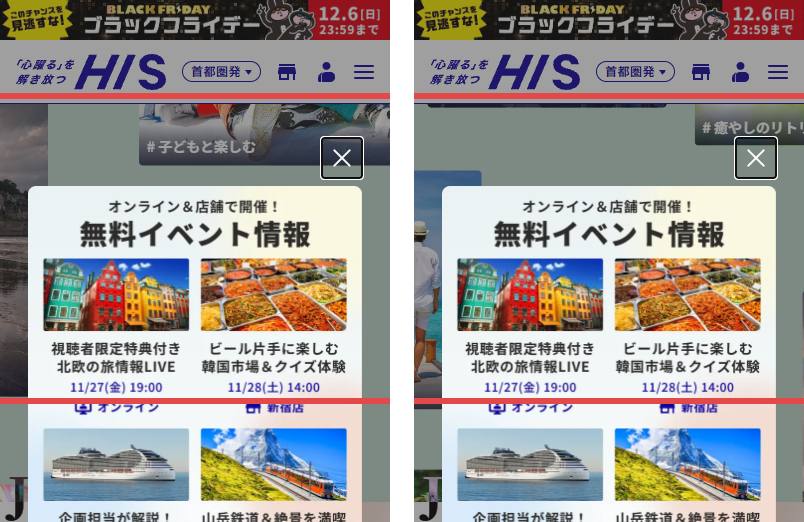 このチャンスを
見逃すな!
BLACK FRIDAY
ブラックフライデー
12.6[日]
23:59まで
「心躍る」を
解き放つ
HIS
首都圏発
#子どもと楽しむ
オンライン&店舗で開催!
無料イベント情報
視聴者限定特典付き
北欧の旅情報LIVE
11/27(金) 19:00
オンライン
ビール片手に楽しむ
韓国市場&クイズ体験
11/28(土) 14:00
新宿店
企画担当が解説!
山岳鉄道&絶景を満喫
J
このチャンスを
見逃すな!
BLACK FRIDAY
ブラックフライデー
12.6[日]
23:59まで
「心躍る」を
解き放つ
HIS
首都圏発
#癒やしのリトリ
オンライン&店舗で開催!
無料イベント情報
視聴者限定特典付き
北欧の旅情報LIVE
11/27(金) 19:00
オンライン
ビール片手に楽しむ
韓国市場&クイズ体験
11/28(土) 14:00
新宿店
企画担当が解説!
山岳鉄道&絶景を満喫
J